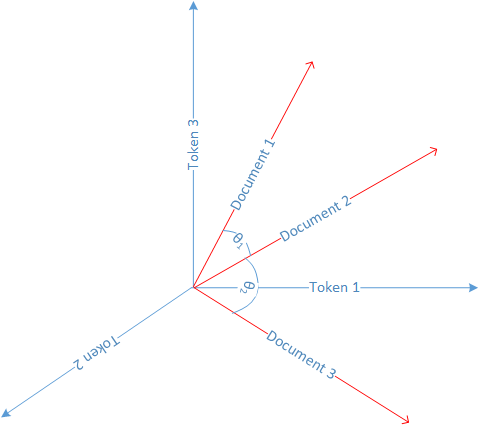 Token 3
Document 1
Document 2
θ1
θ2
Token 1
Token 2
Document 3